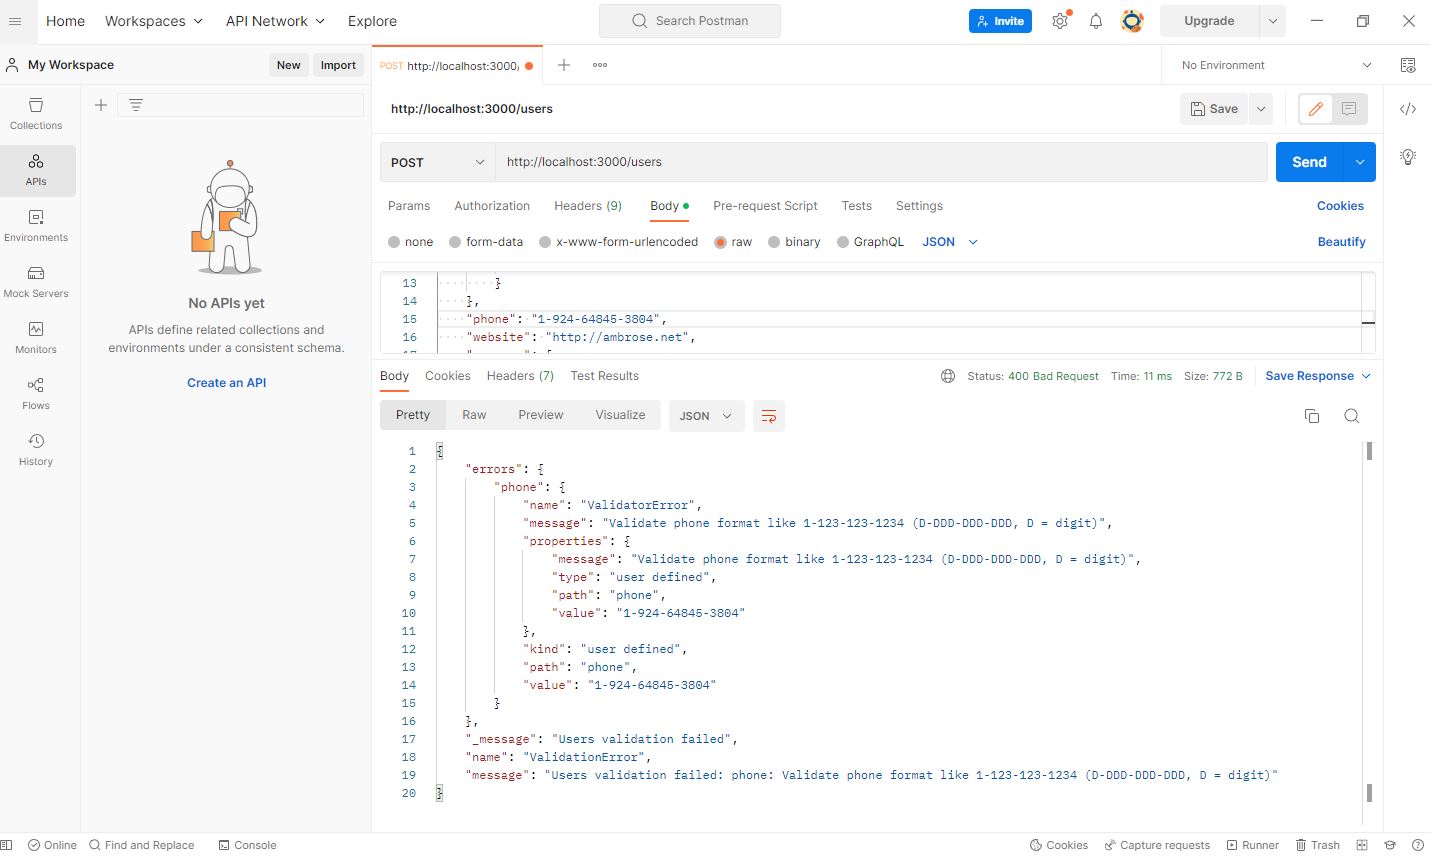 Home Workspaces API Network Explore Search Postman Invite Upgrade
My Workspace New Import POST http://localhost:3000/ No Environment
Collections
APIs
Environments
Mock Servers
Monitors
Flows
History
No APIs yet
APIs define related collections and
environments under a consistent schema.
Create an API
http://localhost:3000/users Save
POST http://localhost:3000/users Send
Params Authorization Headers (9) Body Pre-request Script Tests Settings Cookies
none form-data x-www-form-urlencoded raw binary GraphQL JSON Beautify
13 }
14 },
15 "phone": "1-924-64845-3804",
16 "website": "http://ambrose.net",
Body Cookies Headers (7) Test Results Status: 400 Bad Request Time: 11 ms Size: 772 B Save Response
Pretty Raw Preview Visualize JSON
1 {
2 "errors": {
3 "phone": {
4 "name": "ValidatorError",
5 "message": "Validate phone format like 1-123-123-1234 (D-DDD-DDD-DDD, D = digit)",
6 "properties": {
7 "message": "Validate phone format like 1-123-123-1234 (D-DDD-DDD-DDD, D = digit)",
8 "type": "user defined",
9 "path": "phone",
10 "value": "1-924-64845-3804"
11 },
12 "kind": "user defined",
13 "path": "phone",
14 "value": "1-924-64845-3804"
15 }
16 },
17 "_message": "Users validation failed",
18 "name": "ValidationError",
19 "message": "Users validation failed: phone: Validate phone format like 1-123-123-1234 (D-DDD-DDD-DDD, D = digit)"
20 }
Online Find and Replace Console Cookies Capture requests Runner Trash